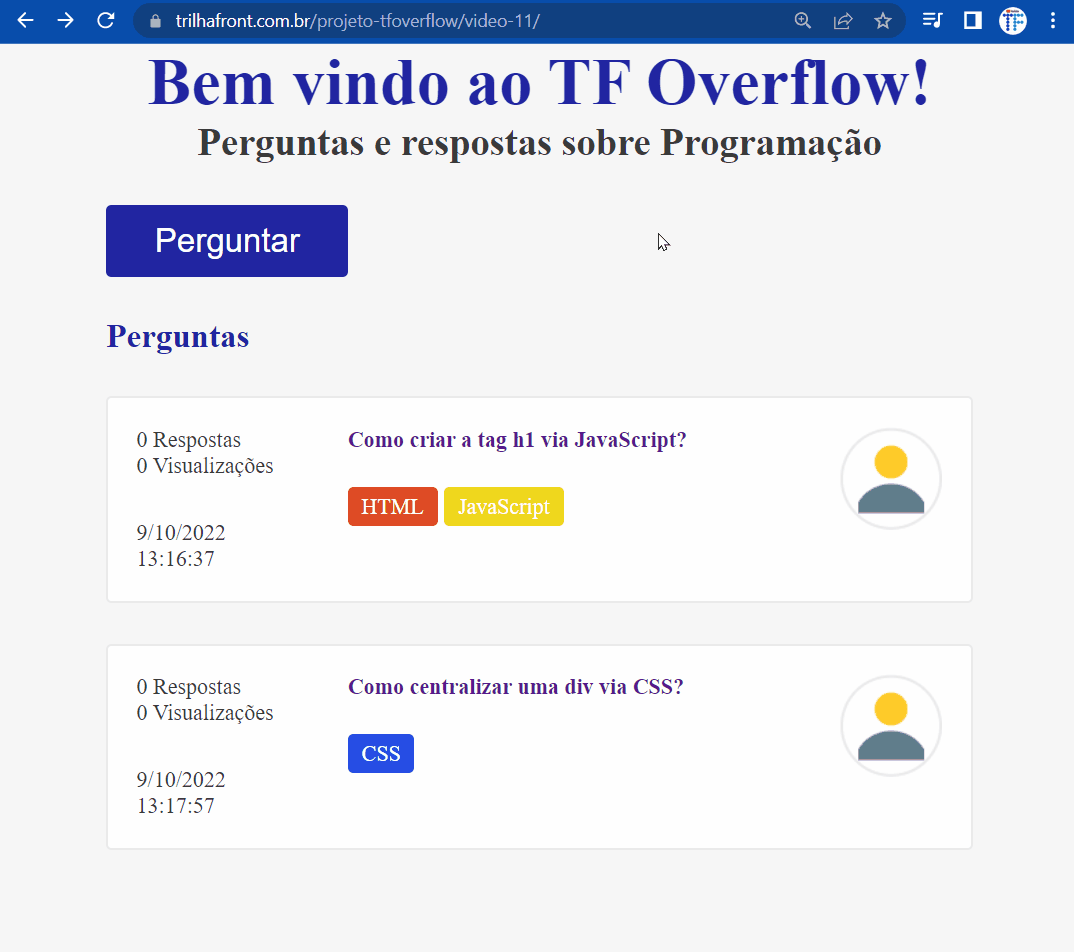 trilhafront.com.br/projeto-tfoverflow/video-11/
Bem vindo ao TF Overflow!
Perguntas e respostas sobre Programação
Perguntar
Perguntas
0 Respostas
0 Visualizações
9/10/2022
13:16:37
Como criar a tag h1 via JavaScript?
HTML JavaScript
0 Respostas
0 Visualizações
9/10/2022
13:17:57
Como centralizar uma div via CSS?
CSS